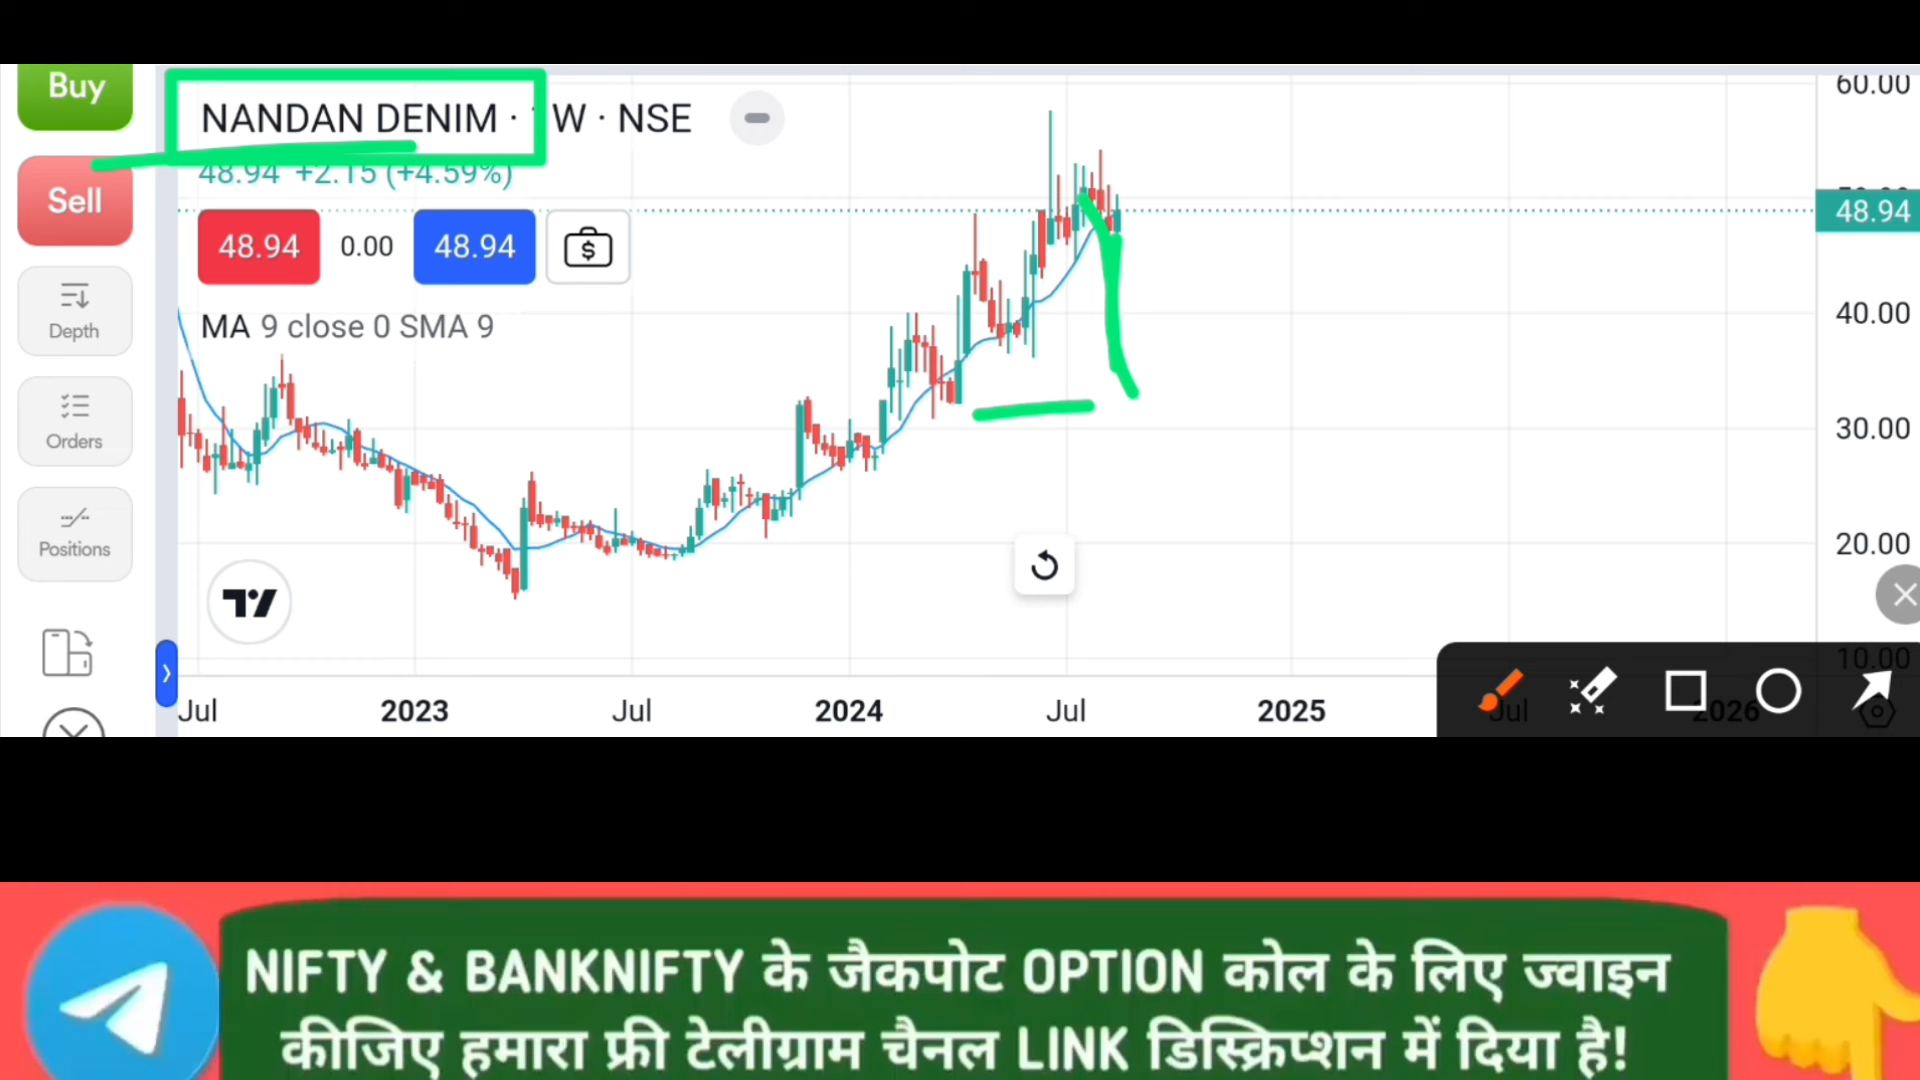 Buy
60.00
NANDAN DENIM · W · NSE
48.94 +2.15 (+4.59%)
Sell
48.94
48.94 0.00 48.94
$
Depth
MA 9 close 0 SMA 9
40.00
Orders
30.00
Positions
20.00
10.00
Jul 2023 Jul 2024 Jul 2025 Jul 2026
NIFTY & BANKNIFTY के जैकपोट OPTION कोल के लिए ज्वाइन
कीजिए हमारा फ्री टेलीग्राम चैनल LINK डिस्क्रिप्शन में दिया है!